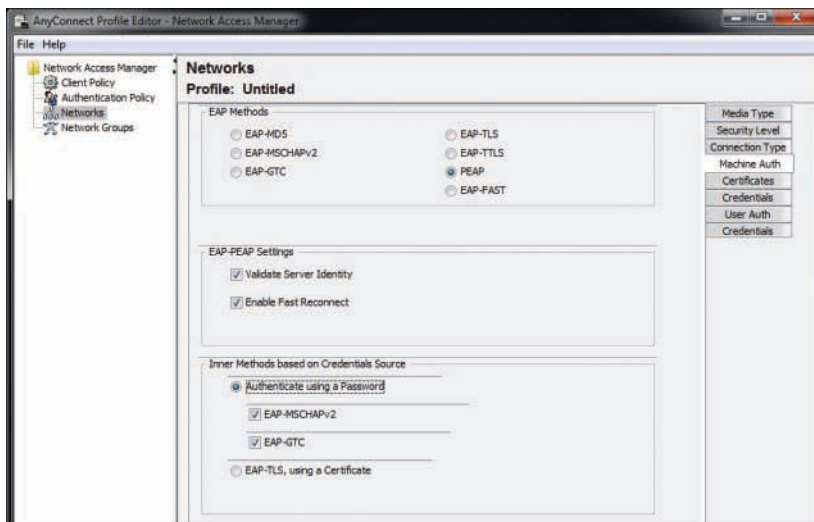 AnyConnect Profile Editor - Network Access Manager
File Help
Network Access Manager
Client Policy
Authentication Policy
Networks
Network Groups
Networks
Profile: Untitled
EAP Methods
EAP-MD5
EAP-TLS
EAP-MSCHAPv2
EAP-TTLS
EAP-GTC
PEAP
EAP-FAST
EAP-PEAP Settings
Validate Server Identity
Enable Fast Reconnect
Inner Methods based on Credentials Source
Authenticate using a Password
EAP-MSCHAPv2
EAP-GTC
EAP-TLS, using a Certificate
Media Type
Security Level
Connection Type
Machine Auth
Certificates
Credentials
User Auth
Credentials